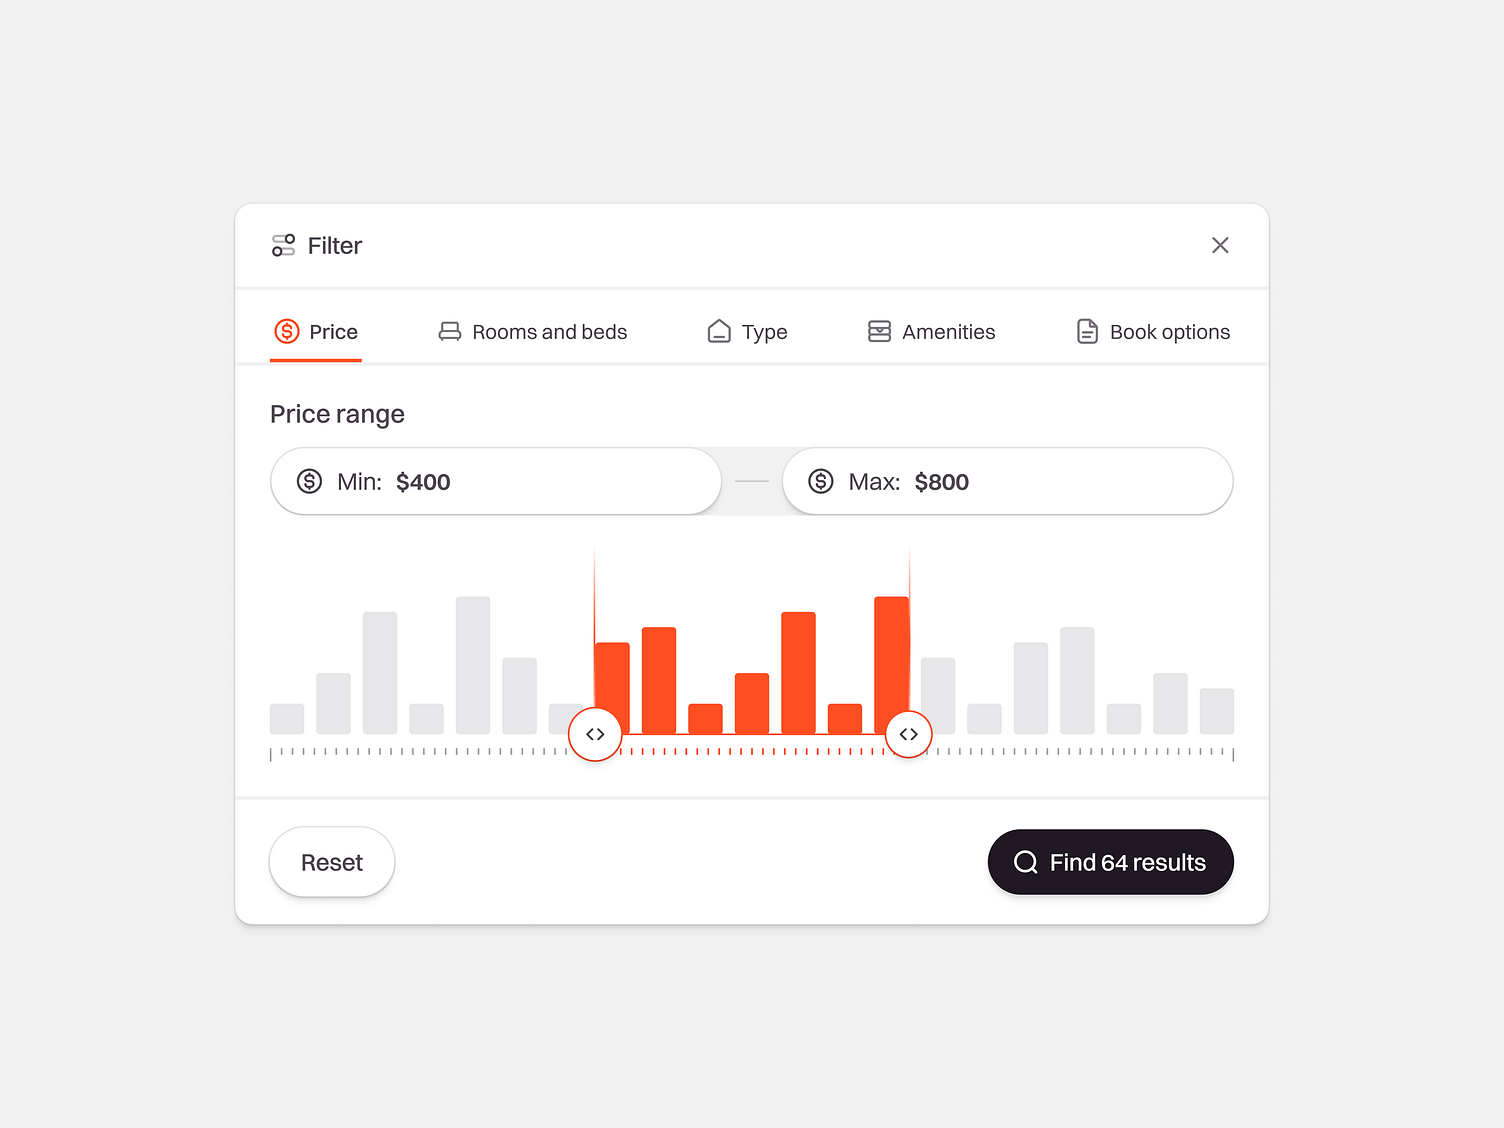 Filter
Price Rooms and beds Type Amenities Book options
Price range
Min: $400 Max: $800
Reset Find 64 results